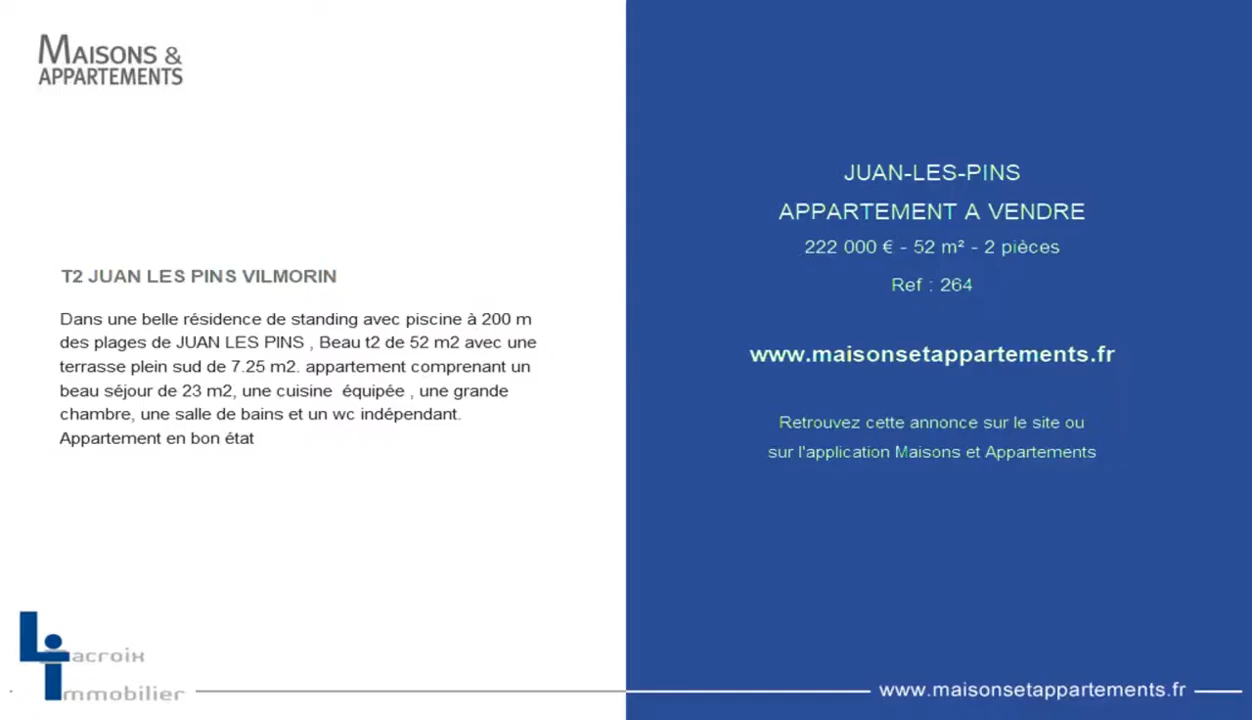 MAISONS &
APPARTEMENTS
T2 JUAN LES PINS VILMORIN
Dans une belle résidence de standing avec piscine à 200 m
des plages de JUAN LES PINS , Beau t2 de 52 m2 avec une
terrasse plein sud de 7.25 m2. appartement comprenant un
beau séjour de 23 m2, une cuisine  équipée , une grande
chambre, une salle de bains et un wc indépendant.
Appartement en bon état
Lacroix
Immobilier
JUAN-LES-PINS
APPARTEMENT A VENDRE
222 000 € - 52 m² - 2 pièces
Ref : 264
www.maisonsetappartements.fr
Retrouvez cette annonce sur le site ou
sur l'application Maisons et Appartements
www.maisonsetappartements.fr